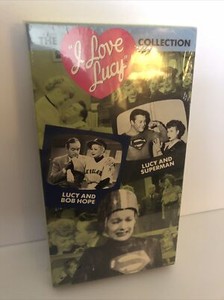 THE
I Love
Lucy
COLLECTION
LUCY AND
SUPERMAN
LUCY AND
BOB HOPE